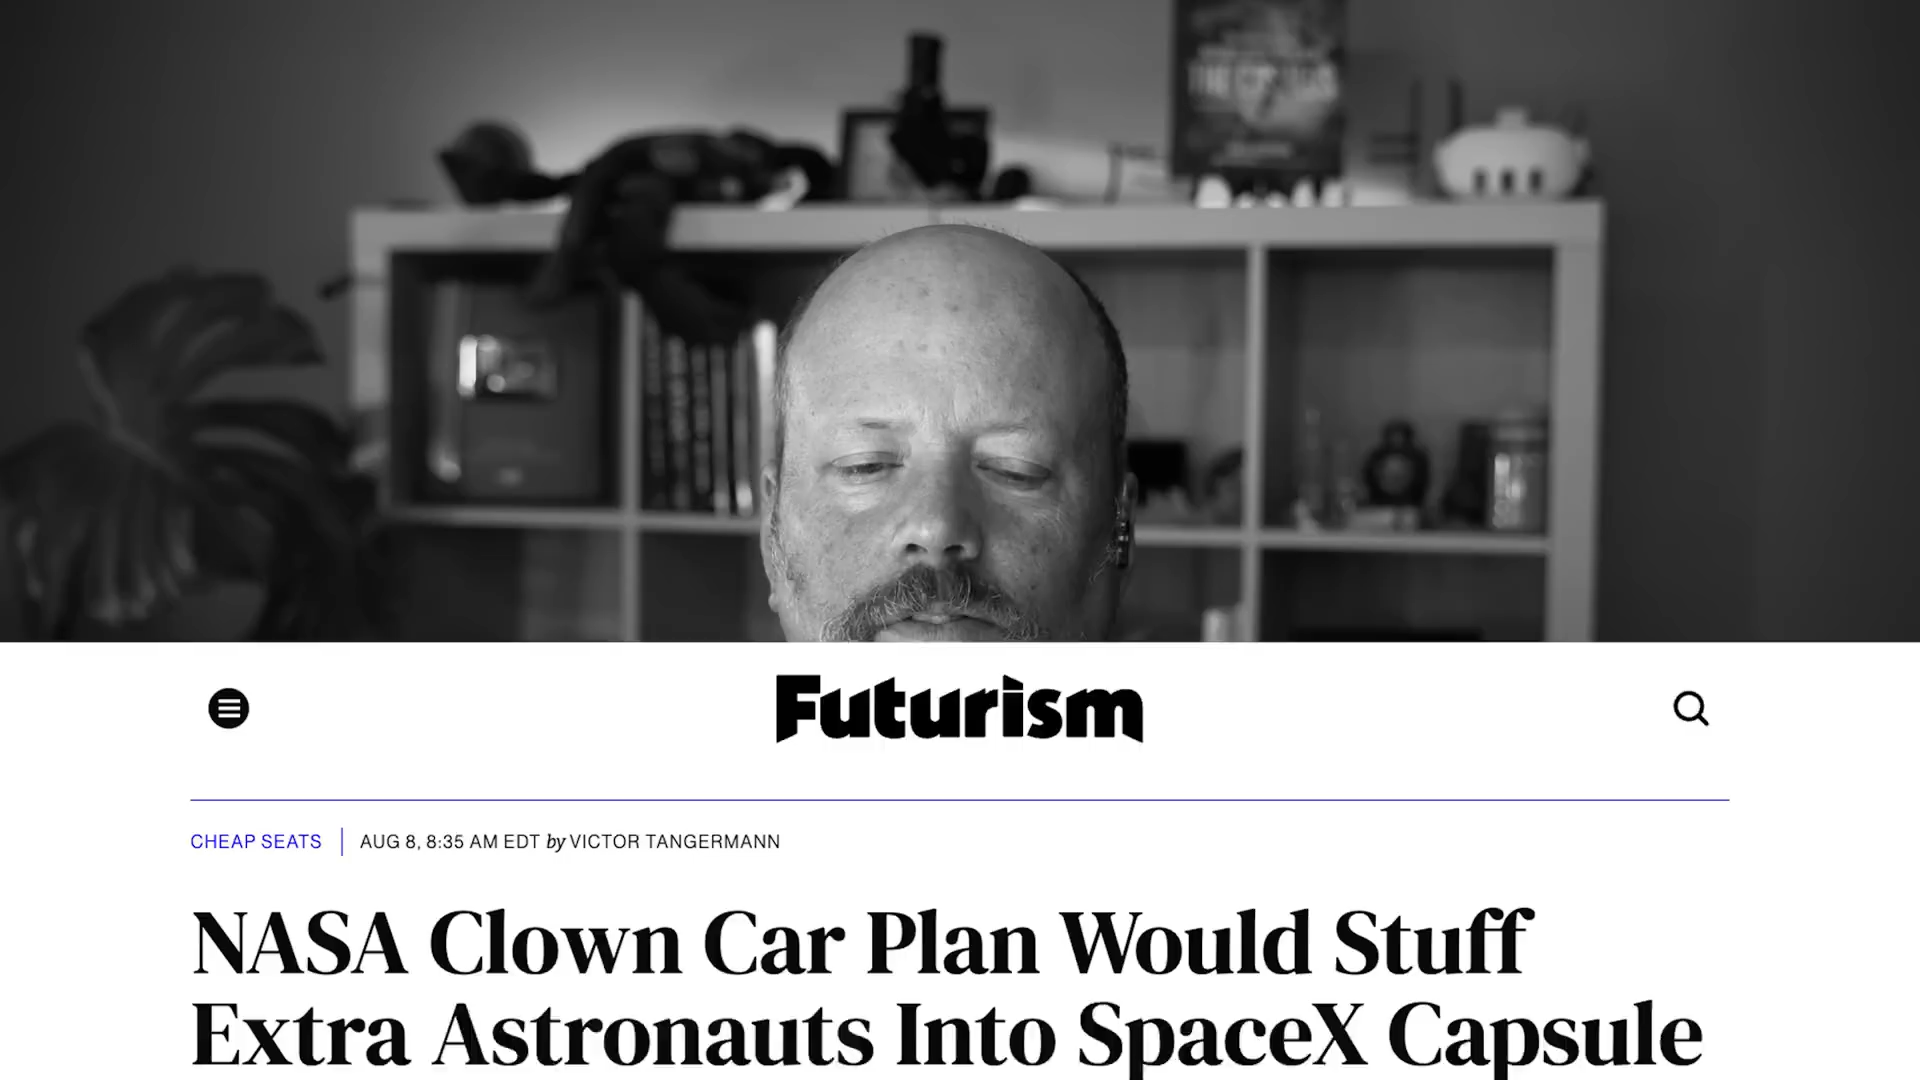 Futurism
CHEAP SEATS | AUG 8, 8:35 AM EDT by VICTOR TANGERMANN
NASA Clown Car Plan Would Stuff
Extra Astronauts Into SpaceX Capsule